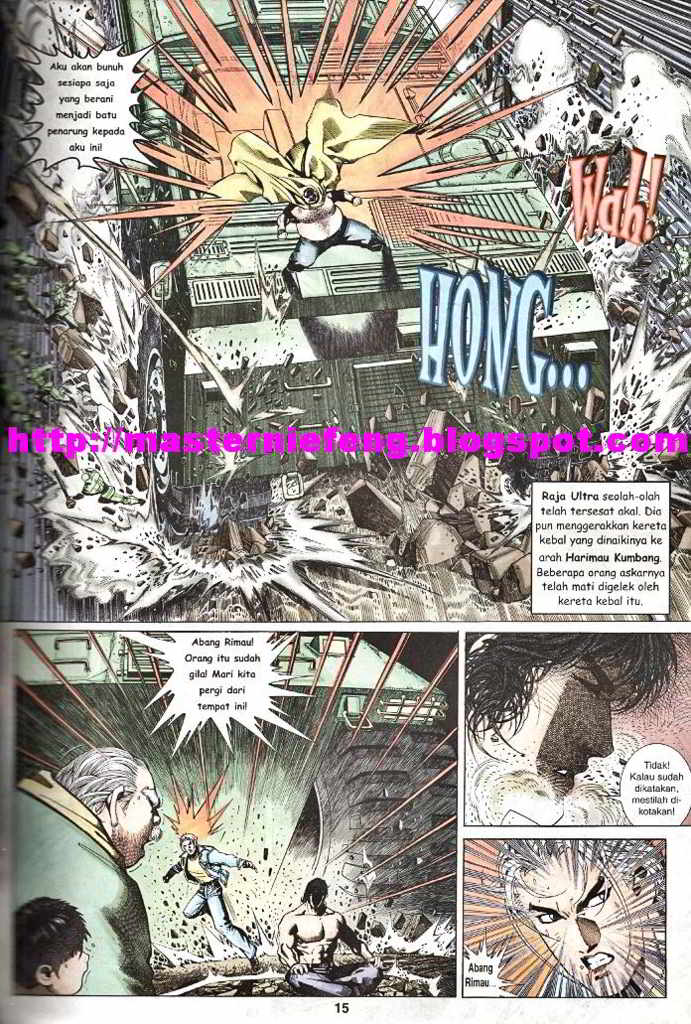 Aku akan bunuh
sesiapa saja
yang berani
menjadi batu
penarung kepada
aku ini!
Wah!
HONG...
http://masterniefeng.blogspot.com
Raja Ultra seolah-olah
telah tersesat akal. Dia
pun menggerakkan kereta
kebal yang dinaikinya ke
arah Harimau Kumbang.
Beberapa orang askarnya
telah mati digelek oleh
kereta kebal itu.
Abang Rimau!
Orang itu sudah
gila! Mari kita
pergi dari
tempat ini!
Tidak!
Kalau sudah
dikatakan,
mestilah di-
kotakan!
Abang
Rimau...
15